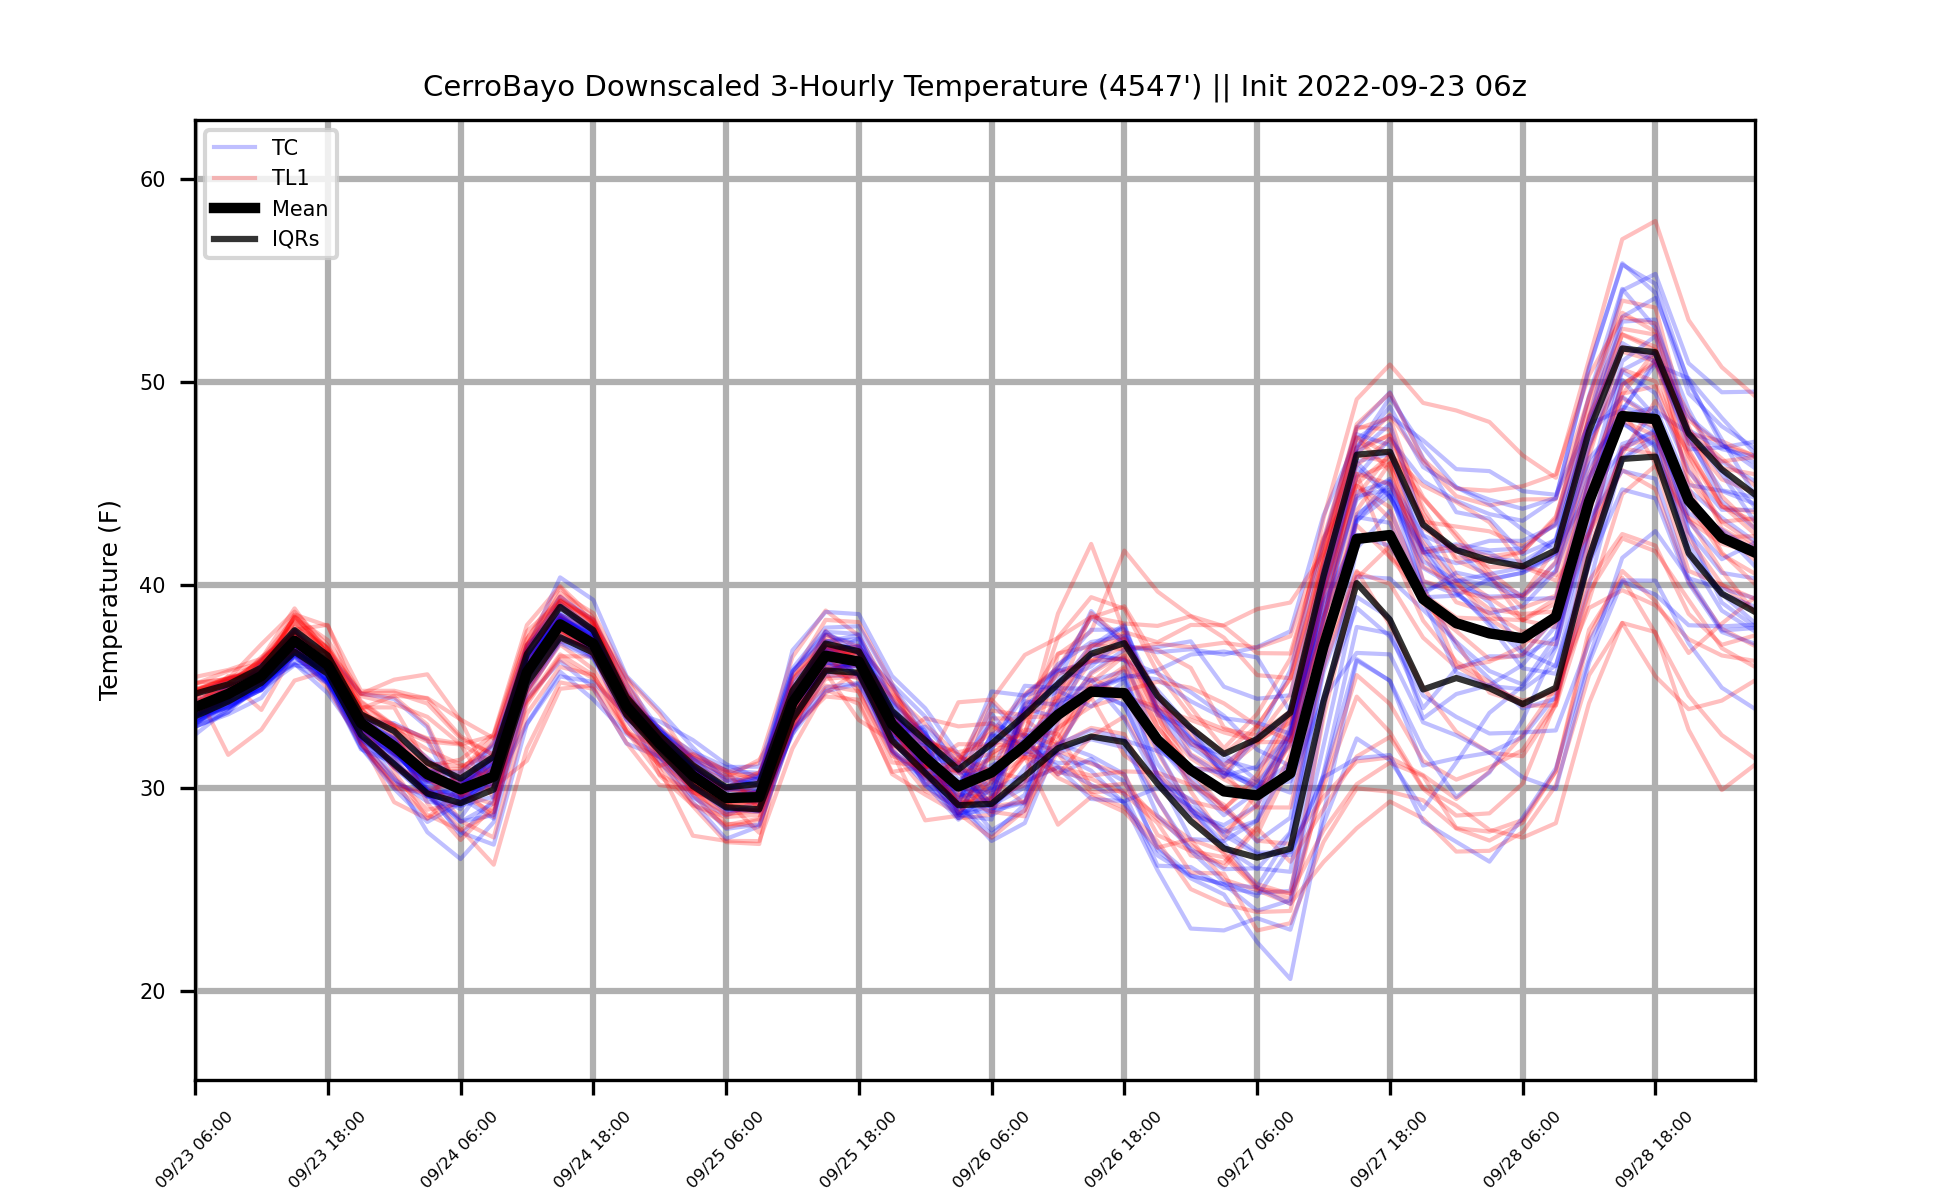 CerroBayo Downscaled 3-Hourly Temperature (4547') || Init 2022-09-23 06z
TC
TL1
Mean
IQRs
Temperature (F)
60
50
40
30
20
09/23 06:00
09/23 18:00
09/24 06:00
09/24 18:00
09/25 06:00
09/25 18:00
09/26 06:00
09/26 18:00
09/27 06:00
09/27 18:00
09/28 06:00
09/28 18:00